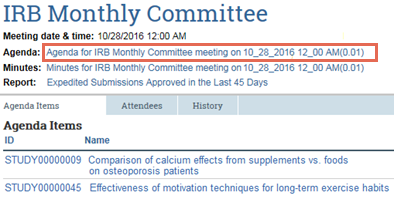 IRB Monthly Committee
Meeting date & time: 10/28/2016 12:00 AM
Agenda: Agenda for IRB Monthly Committee meeting on 10_28_2016 12_00 AM(0.01)
Minutes: Minutes for IRB Monthly Committee meeting on 10_28_2016 12_00 AM(0.01)
Report: Expedited Submissions Approved in the Last 45 Days
Agenda Items Attendees History
Agenda Items
ID Name
STUDY00000009 Comparison of calcium effects from supplements vs. foods
on osteoporosis patients
STUDY00000045 Effectiveness of motivation techniques for long-term exercise habits